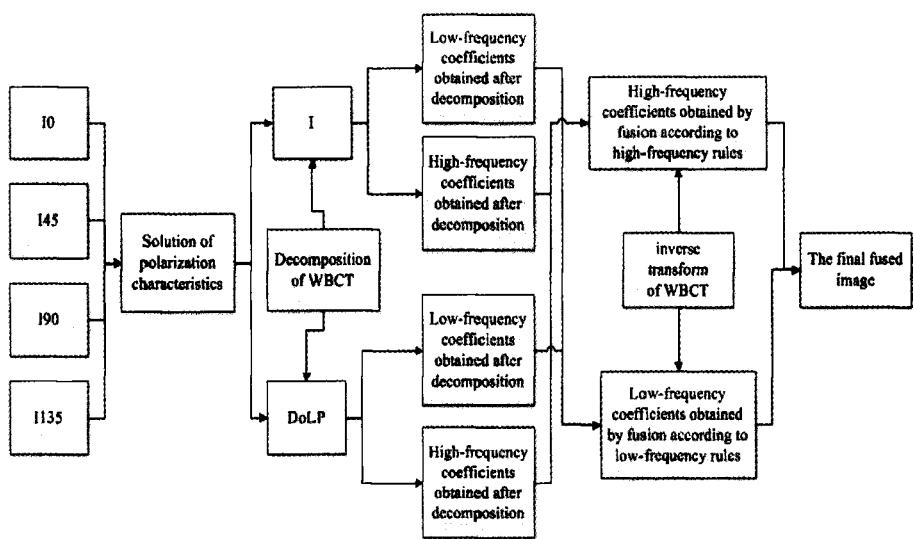 I0
I45
I90
I135
Solution of
polarization
characteristics
I
Decomposition
of WBCT
DoLP
Low-frequency
coefficients
obtained after
decomposition
High-frequency
coefficients
obtained after
decomposition
Low-frequency
coefficients
obtained after
decomposition
High-frequency
coefficients
obtained after
decomposition
High-frequency
coefficients obtained by
fusion according to
high-frequency rules
inverse
transform
of WBCT
Low-frequency
coefficients obtained
by fusion according to
low-frequency rules
The final fused
image